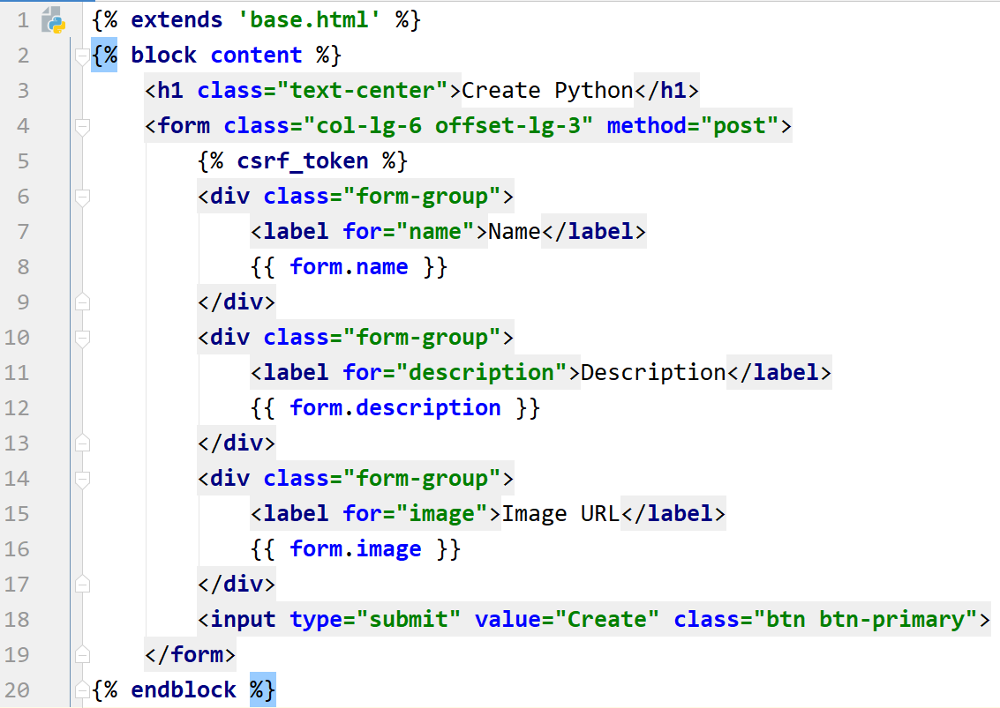 1 {% extends 'base.html' %}
2 {% block content %}
3     <h1 class="text-center">Create Python</h1>
4     <form class="col-lg-6 offset-lg-3" method="post">
5         {% csrf_token %}
6         <div class="form-group">
7             <label for="name">Name</label>
8             {{ form.name }}
9         </div>
10         <div class="form-group">
11             <label for="description">Description</label>
12             {{ form.description }}
13         </div>
14         <div class="form-group">
15             <label for="image">Image URL</label>
16             {{ form.image }}
17         </div>
18         <input type="submit" value="Create" class="btn btn-primary">
19     </form>
20 {% endblock %}